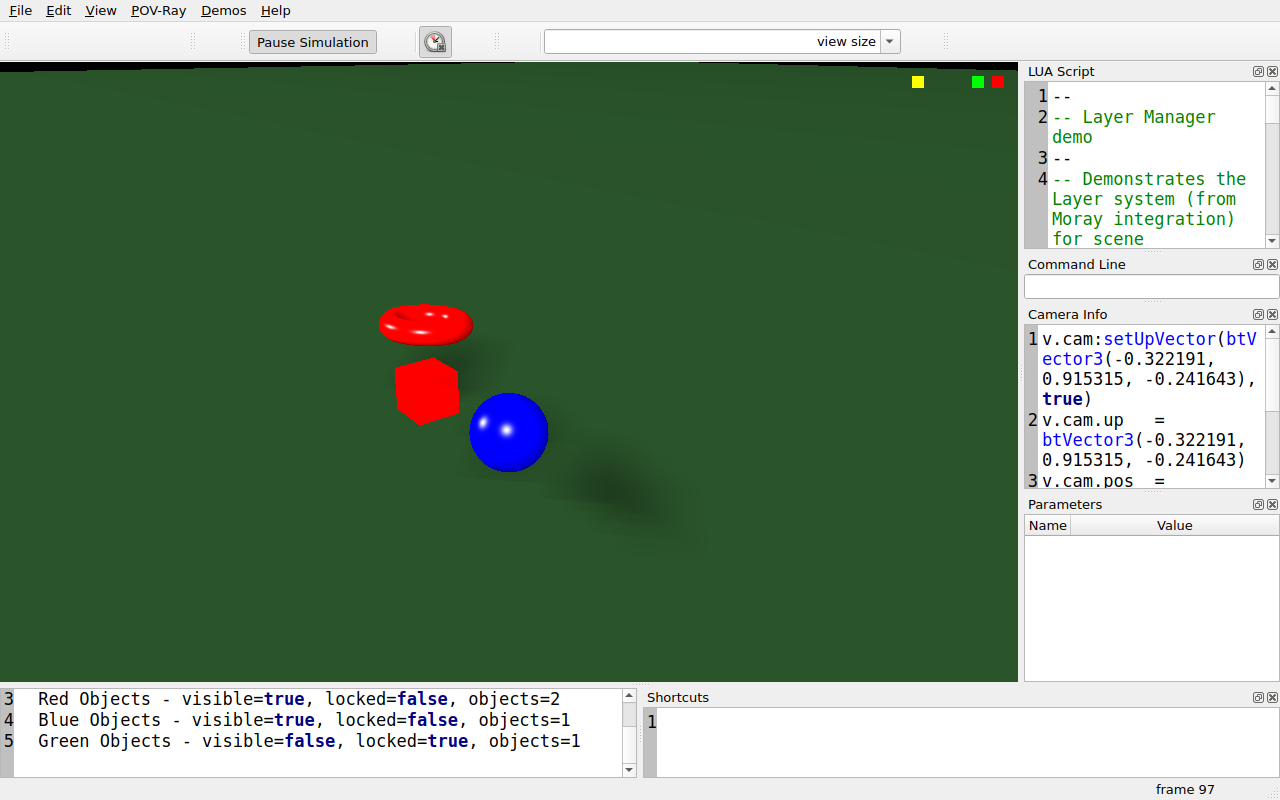 File Edit View POV-Ray Demos Help
Pause Simulation
view size
LUA Script
1 --
2 -- Layer Manager
demo
3 --
4 -- Demonstrates the
Layer system (from
Moray integration)
for scene
Command Line
Camera Info
1 v.cam:setUpVector(btV
ector3(-0.322191,
0.915315, -0.241643),
true)
2 v.cam.up   =
btVector3(-0.322191,
0.915315, -0.241643)
3 v.cam.pos  =
Parameters
Name Value
3 Red Objects - visible=true, locked=false, objects=2
4 Blue Objects - visible=true, locked=false, objects=1
5 Green Objects - visible=false, locked=true, objects=1
Shortcuts
1
frame 97